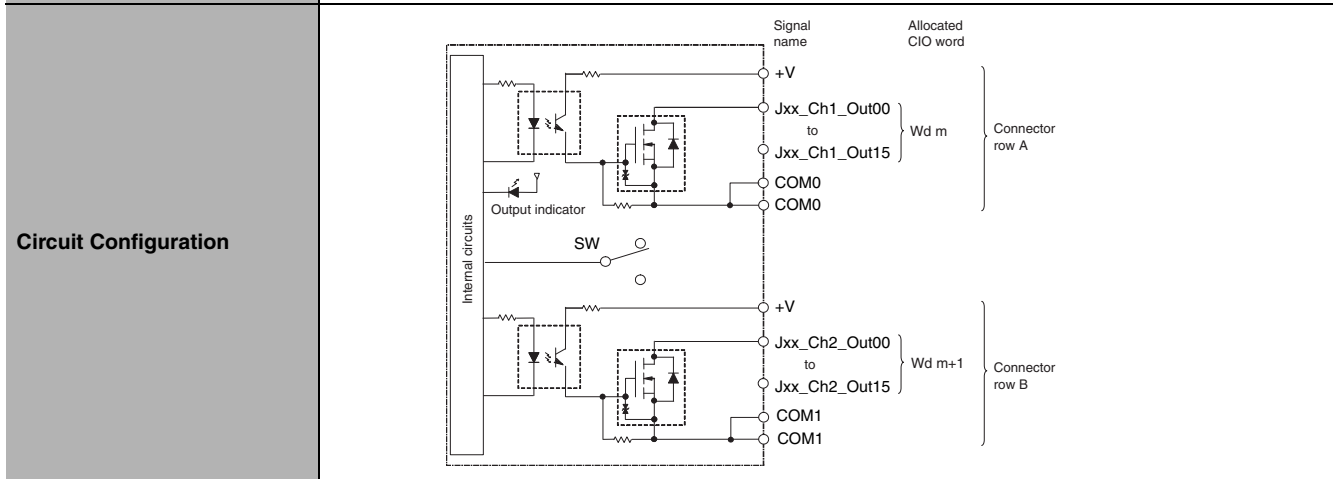 Circuit Configuration
Signal name
Allocated CIO word
Internal circuits
+V
Jxx_Ch1_Out00
to
Jxx_Ch1_Out15
Wd m
Connector row A
COM0
COM0
Output indicator
SW
+V
Jxx_Ch2_Out00
to
Jxx_Ch2_Out15
Wd m+1
Connector row B
COM1
COM1